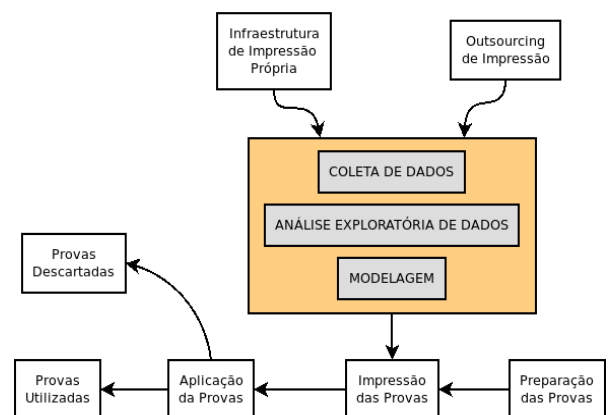 Infraestrutura
de Impressão
Própria
Outsourcing
de Impressão
COLETA DE DADOS
ANÁLISE EXPLORATÓRIA DE DADOS
MODELAGEM
Provas
Descartadas
Provas
Utilizadas
Aplicação
da Provas
Impressão
das Provas
Preparação
das Provas